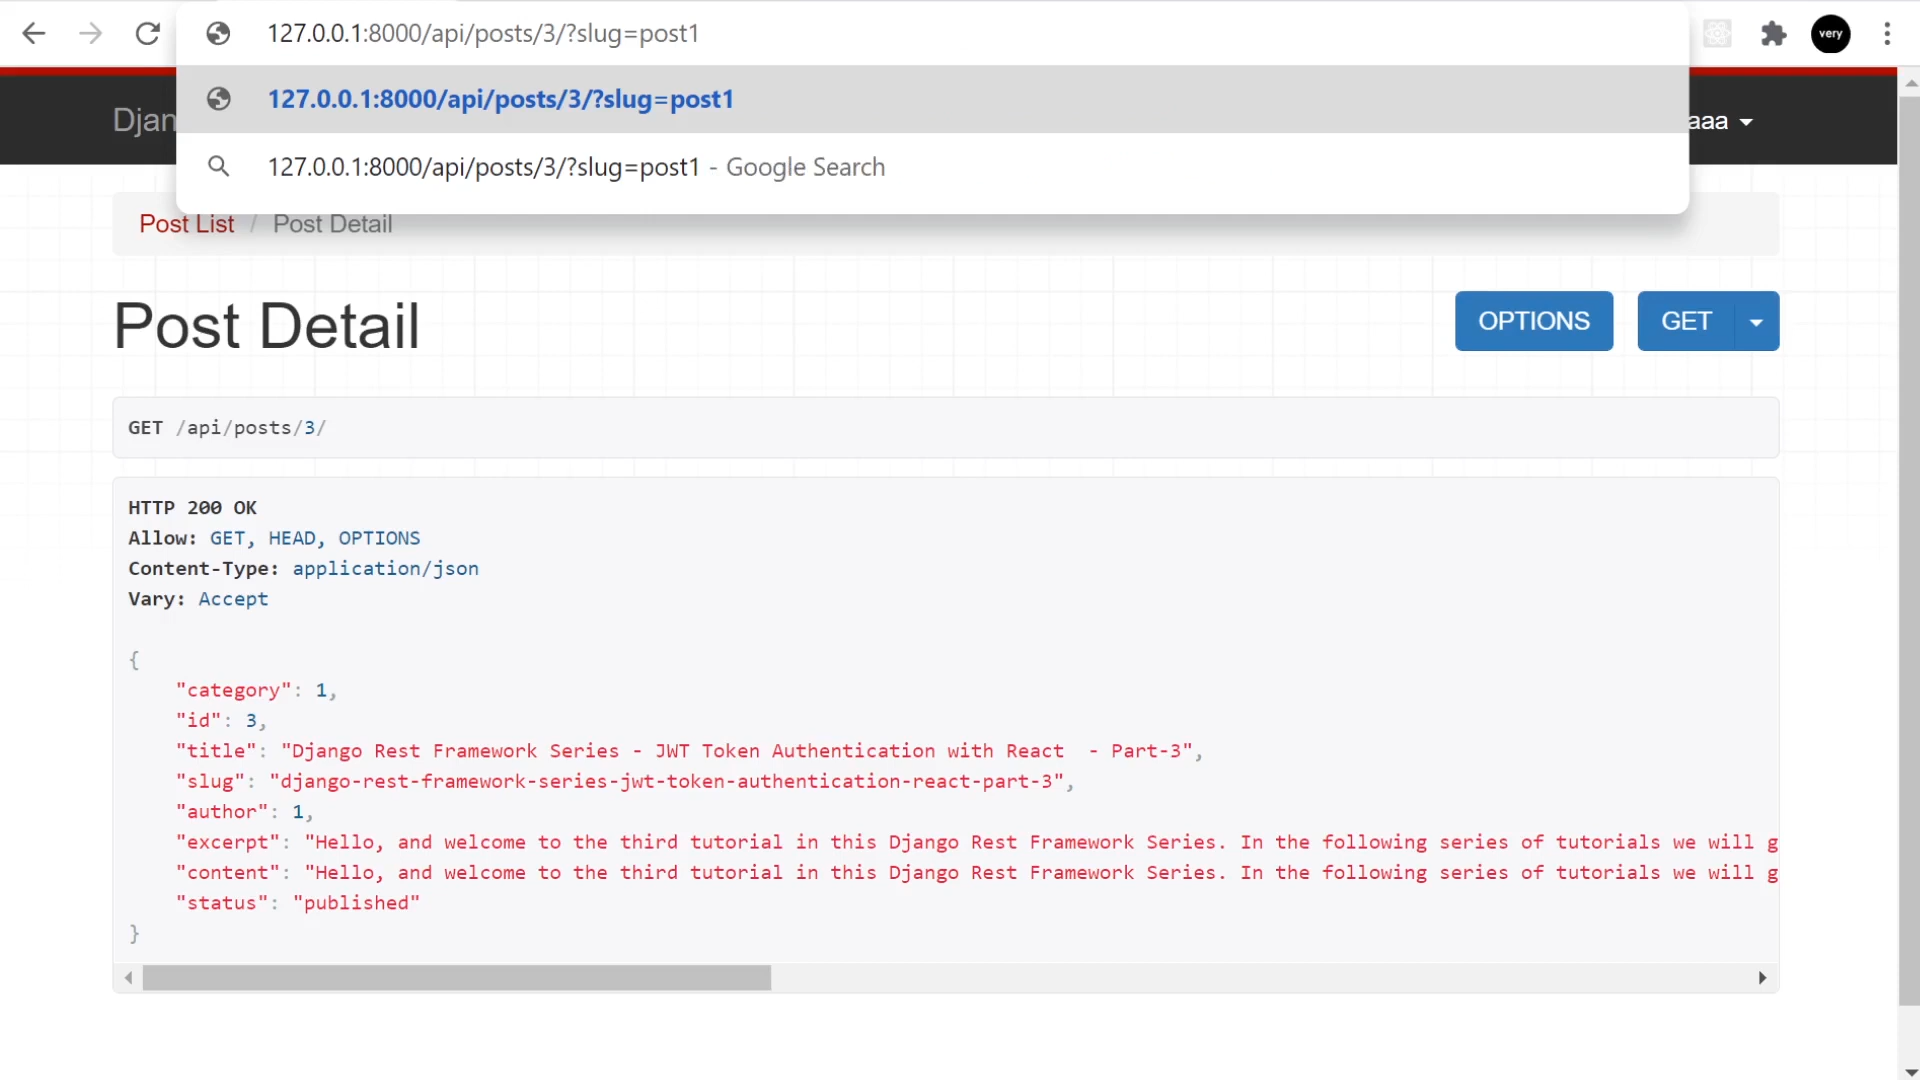 127.0.0.1:8000/api/posts/3/?slug=post1
very
127.0.0.1:8000/api/posts/3/?slug=post1
Djan
aaa
127.0.0.1:8000/api/posts/3/?slug=post1 - Google Search
Post List / Post Detail
Post Detail
OPTIONS
GET
GET /api/posts/3/
HTTP 200 OK
Allow: GET, HEAD, OPTIONS
Content-Type: application/json
Vary: Accept
{
"category": 1,
"id": 3,
"title": "Django Rest Framework Series - JWT Token Authentication with React  - Part-3",
"slug": "django-rest-framework-series-jwt-token-authentication-react-part-3",
"author": 1,
"excerpt": "Hello, and welcome to the third tutorial in this Django Rest Framework Series. In the following series of tutorials we will g
"content": "Hello, and welcome to the third tutorial in this Django Rest Framework Series. In the following series of tutorials we will g
"status": "published"
}